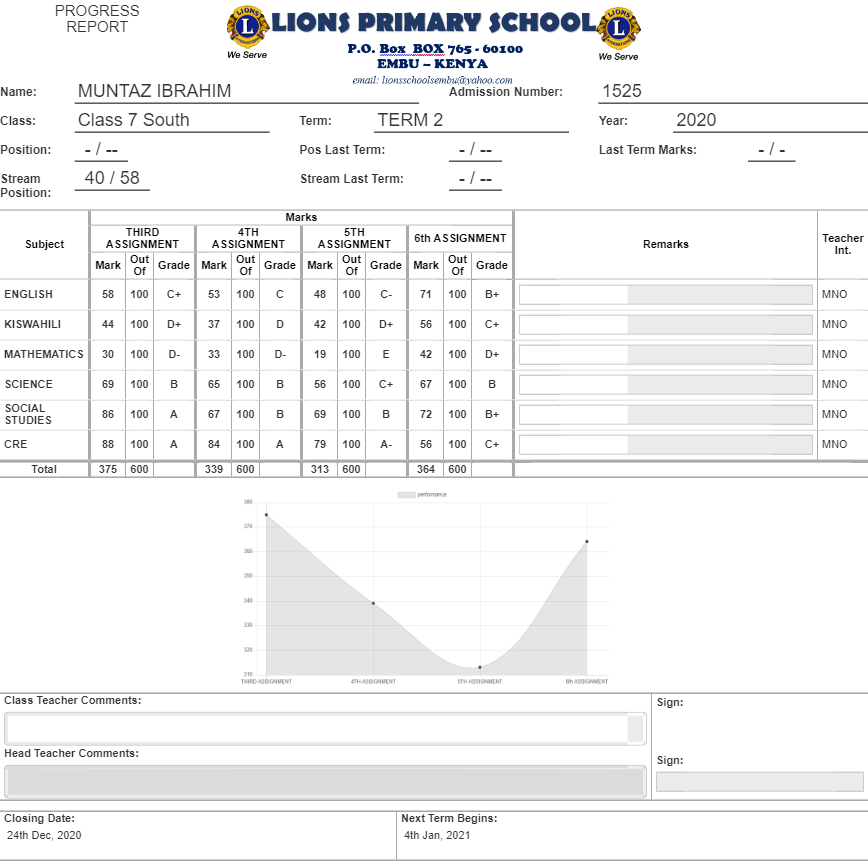 PROGRESS
REPORT
LIONS
L
INTERNATIONAL
We Serve
LIONS PRIMARY SCHOOL
P.O. Box BOX 765 - 60100
EMBU – KENYA
email: lionsschoolsembu@yahoo.com
LIONS
L
INTERNATIONAL
We Serve
Name: MUNTAZ IBRAHIM Admission Number: 1525
Class: Class 7 South Term: TERM 2 Year: 2020
Position: - / -- Pos Last Term: - / -- Last Term Marks: - / -
Stream Position: 40 / 58 Stream Last Term: - / --
Marks
Subject THIRD ASSIGNMENT 4TH ASSIGNMENT 5TH ASSIGNMENT 6th ASSIGNMENT Remarks Teacher Int.
Mark Out Of Grade Mark Out Of Grade Mark Out Of Grade Mark Out Of Grade
ENGLISH 58 100 C+ 53 100 C 48 100 C- 71 100 B+ MNO
KISWAHILI 44 100 D+ 37 100 D 42 100 D+ 56 100 C+ MNO
MATHEMATICS 30 100 D- 33 100 D- 19 100 E 42 100 D+ MNO
SCIENCE 69 100 B 65 100 B 56 100 C+ 67 100 B MNO
SOCIAL STUDIES 86 100 A 67 100 B 69 100 B 72 100 B+ MNO
CRE 88 100 A 84 100 A 79 100 A- 56 100 C+ MNO
Total 375 600 339 600 313 600 364 600
performance
380
370
360
350
340
330
320
310
THIRD ASSIGNMENT 4TH ASSIGNMENT 5TH ASSIGNMENT 6th ASSIGNMENT
Class Teacher Comments: Sign:
Head Teacher Comments:
Sign:
Closing Date: Next Term Begins:
24th Dec, 2020 4th Jan, 2021